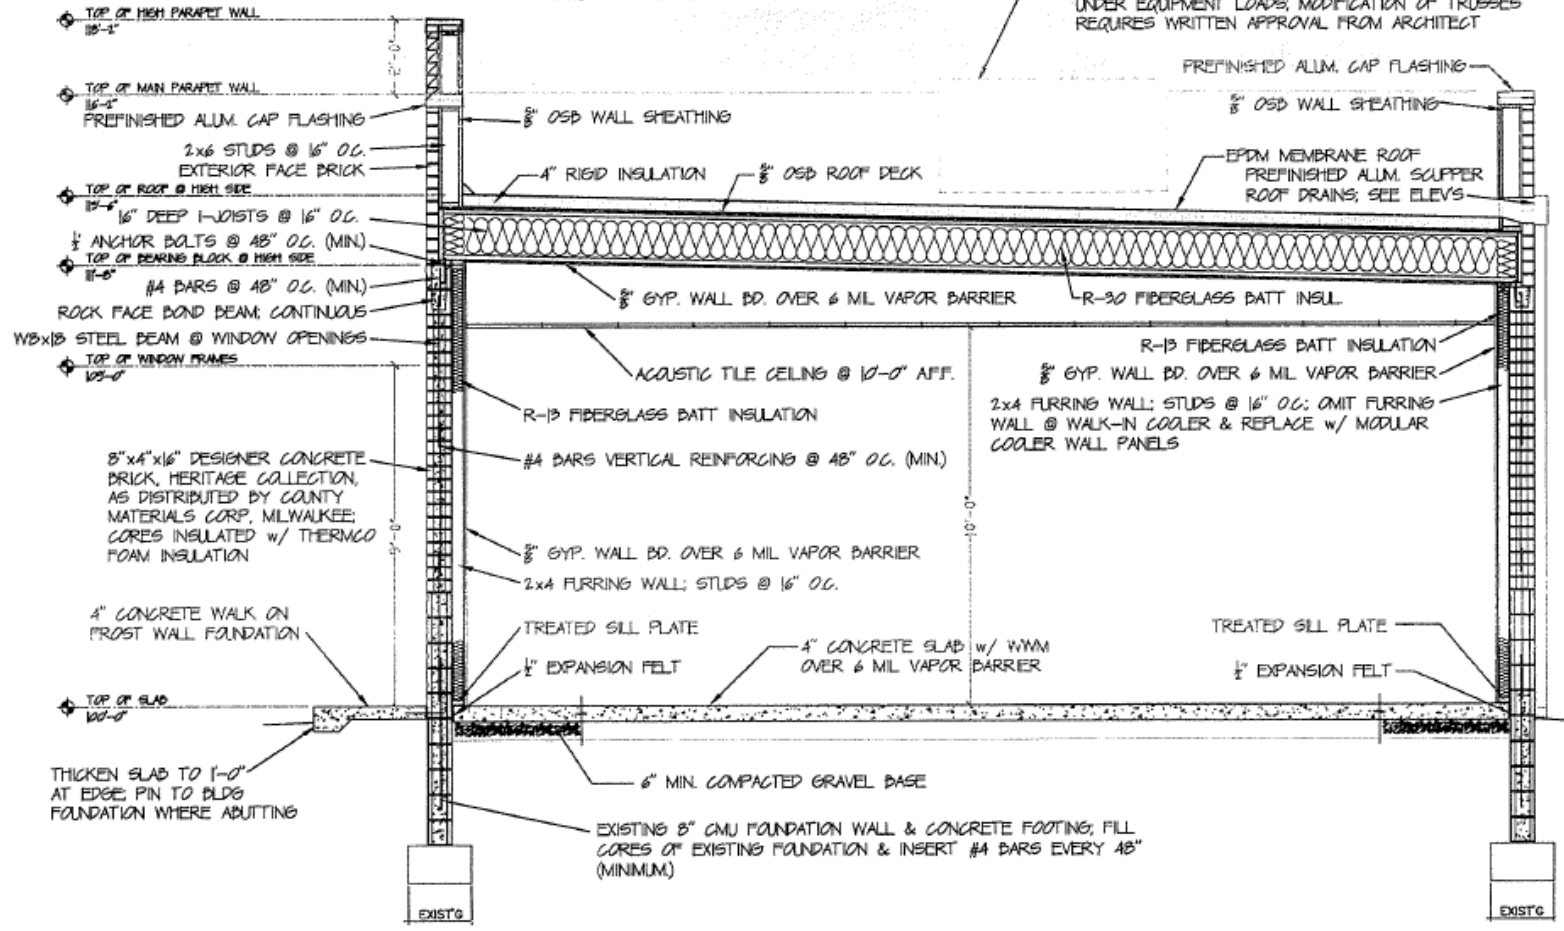 UNDER EQUIPMENT LOADS; MODIFICATION OF TRUSSES
REQUIRES WRITTEN APPROVAL FROM ARCHITECT
TOP OF HIGH PARAPET WALL
118'-2"
2'-0"
TOP OF MAIN PARAPET WALL
116'-2"
PREFINISHED ALUM. CAP FLASHING
2x6 STUDS @ 16" O.C.
EXTERIOR FACE BRICK
TOP OF ROOF @ HIGH SIDE
16" DEEP I-JOISTS @ 16" O.C.
½" ANCHOR BOLTS @ 48" O.C. (MIN.)
TOP OF BEARING BLOCK @ HIGH SIDE
111'-8"
#4 BARS @ 48" O.C. (MIN.)
ROCK FACE BOND BEAM; CONTINUOUS
W8x18 STEEL BEAM @ WINDOW OPENINGS
TOP OF WINDOW FRAMES
8"x4"x16" DESIGNER CONCRETE
BRICK, HERITAGE COLLECTION,
AS DISTRIBUTED BY COUNTY
MATERIALS CORP, MILWAUKEE;
CORES INSULATED w/ THERMCO
FOAM INSULATION
9'-0"
4" CONCRETE WALK ON
FROST WALL FOUNDATION
TOP OF SLAB
100'-0"
THICKEN SLAB TO 1'-0"
AT EDGE; PIN TO BLDG
FOUNDATION WHERE ABUTTING
⅝" OSB WALL SHEATHING
4" RIGID INSULATION
⅝" OSB ROOF DECK
⅝" GYP. WALL BD. OVER 6 MIL VAPOR BARRIER
R-30 FIBERGLASS BATT INSUL.
ACOUSTIC TILE CEILING @ 10'-0" AFF.
R-13 FIBERGLASS BATT INSULATION
#4 BARS VERTICAL REINFORCING @ 48" O.C. (MIN.)
10'-0"
⅝" GYP. WALL BD. OVER 6 MIL VAPOR BARRIER
2x4 FURRING WALL; STUDS @ 16" O.C.
TREATED SILL PLATE
½" EXPANSION FELT
4" CONCRETE SLAB w/ WWM
OVER 6 MIL VAPOR BARRIER
6" MIN. COMPACTED GRAVEL BASE
EXISTING 8" CMU FOUNDATION WALL & CONCRETE FOOTING, FILL
CORES OF EXISTING FOUNDATION & INSERT #4 BARS EVERY 48"
(MINIMUM.)
EXIST'G
PREFINISHED ALUM. CAP FLASHING
⅝" OSB WALL SHEATHING
EPDM MEMBRANE ROOF
PREFINISHED ALUM. SCUPPER
ROOF DRAINS; SEE ELEV'S
R-13 FIBERGLASS BATT INSULATION
⅝" GYP. WALL BD. OVER 6 MIL VAPOR BARRIER
2x4 FURRING WALL; STUDS @ 16" O.C.; OMIT FURRING
WALL @ WALK-IN COOLER & REPLACE w/ MODULAR
COOLER WALL PANELS
TREATED SILL PLATE
½" EXPANSION FELT
EXIST'G